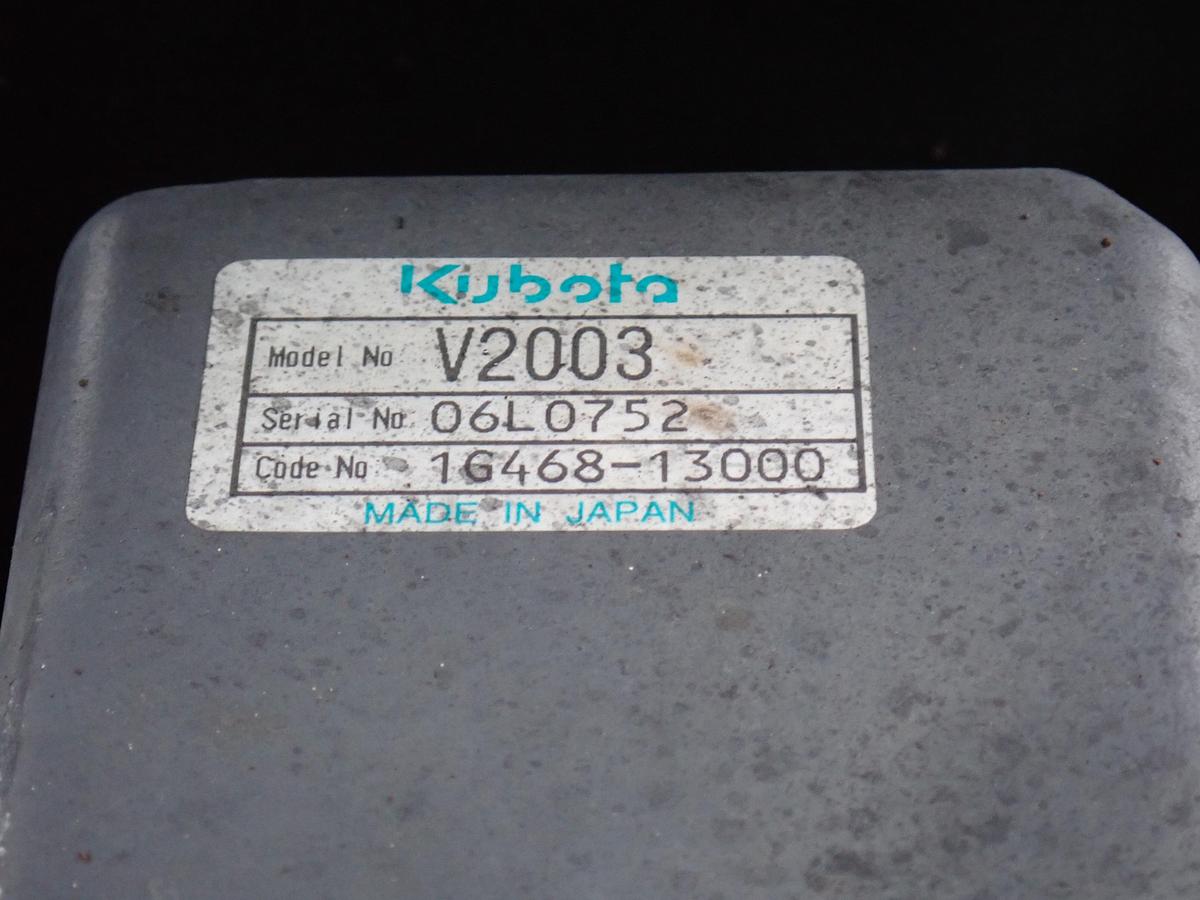 Kubota
Model No V2003
Serial No 06L0752
Code No 1G468-13000
MADE IN JAPAN